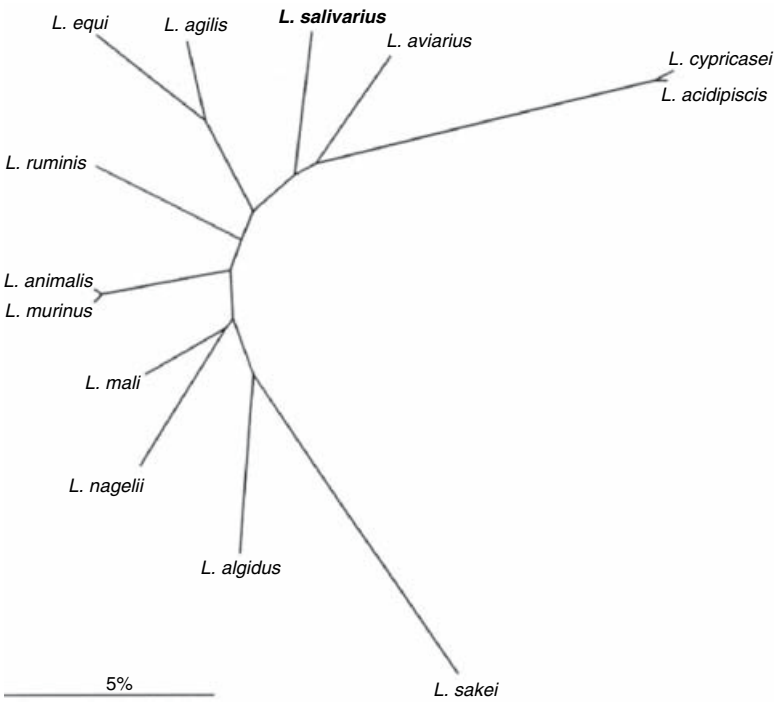 L. equi
L. agilis
L. salivarius
L. aviarius
L. cypricasei
L. acidipiscis
L. ruminis
L. animalis
L. murinus
L. mali
L. nagelii
L. algidus
5%
L. sakei